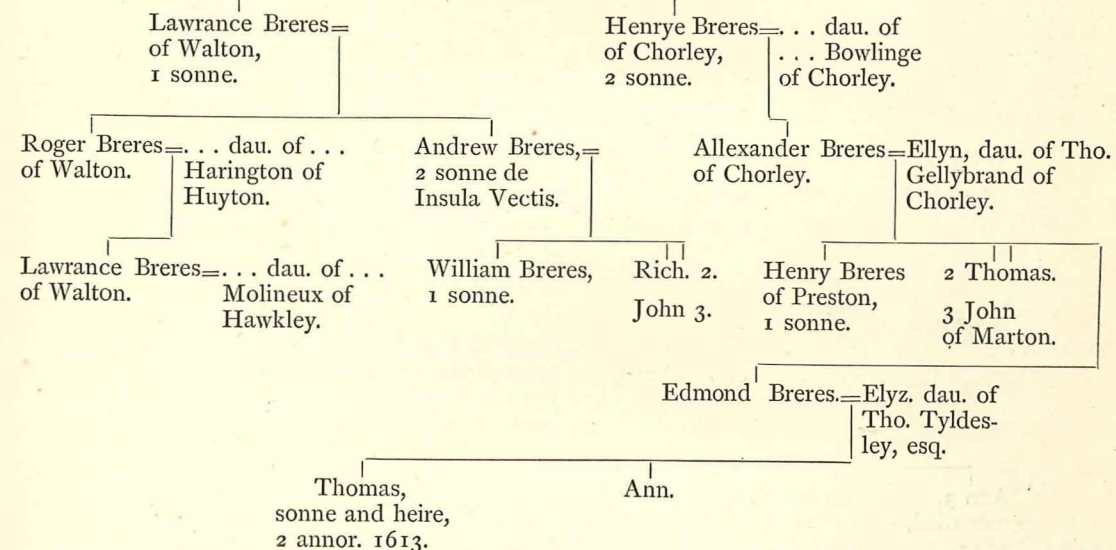 Lawrance Breres=
of Walton,
1 sonne.
Henrye Breres=. . . dau. of
of Chorley, . . . Bowlinge
2 sonne. of Chorley.
Roger Breres=. . . dau. of . . .
of Walton. Harington of
Huyton.
Andrew Breres,=
2 sonne de
Insula Vectis.
Allexander Breres=Ellyn, dau. of Tho.
of Chorley. Gellybrand of
Chorley.
Lawrance Breres=. . . dau. of . . .
of Walton. Molineux of
Hawkley.
William Breres,
1 sonne.
Rich. 2.
John 3.
Henry Breres
of Preston,
1 sonne.
2 Thomas.
3 John
of Marton.
Edmond Breres.=Elyz. dau. of
Tho. Tyldes-
ley, esq.
Thomas,
sonne and heire,
2 annor. 1613.
Ann.